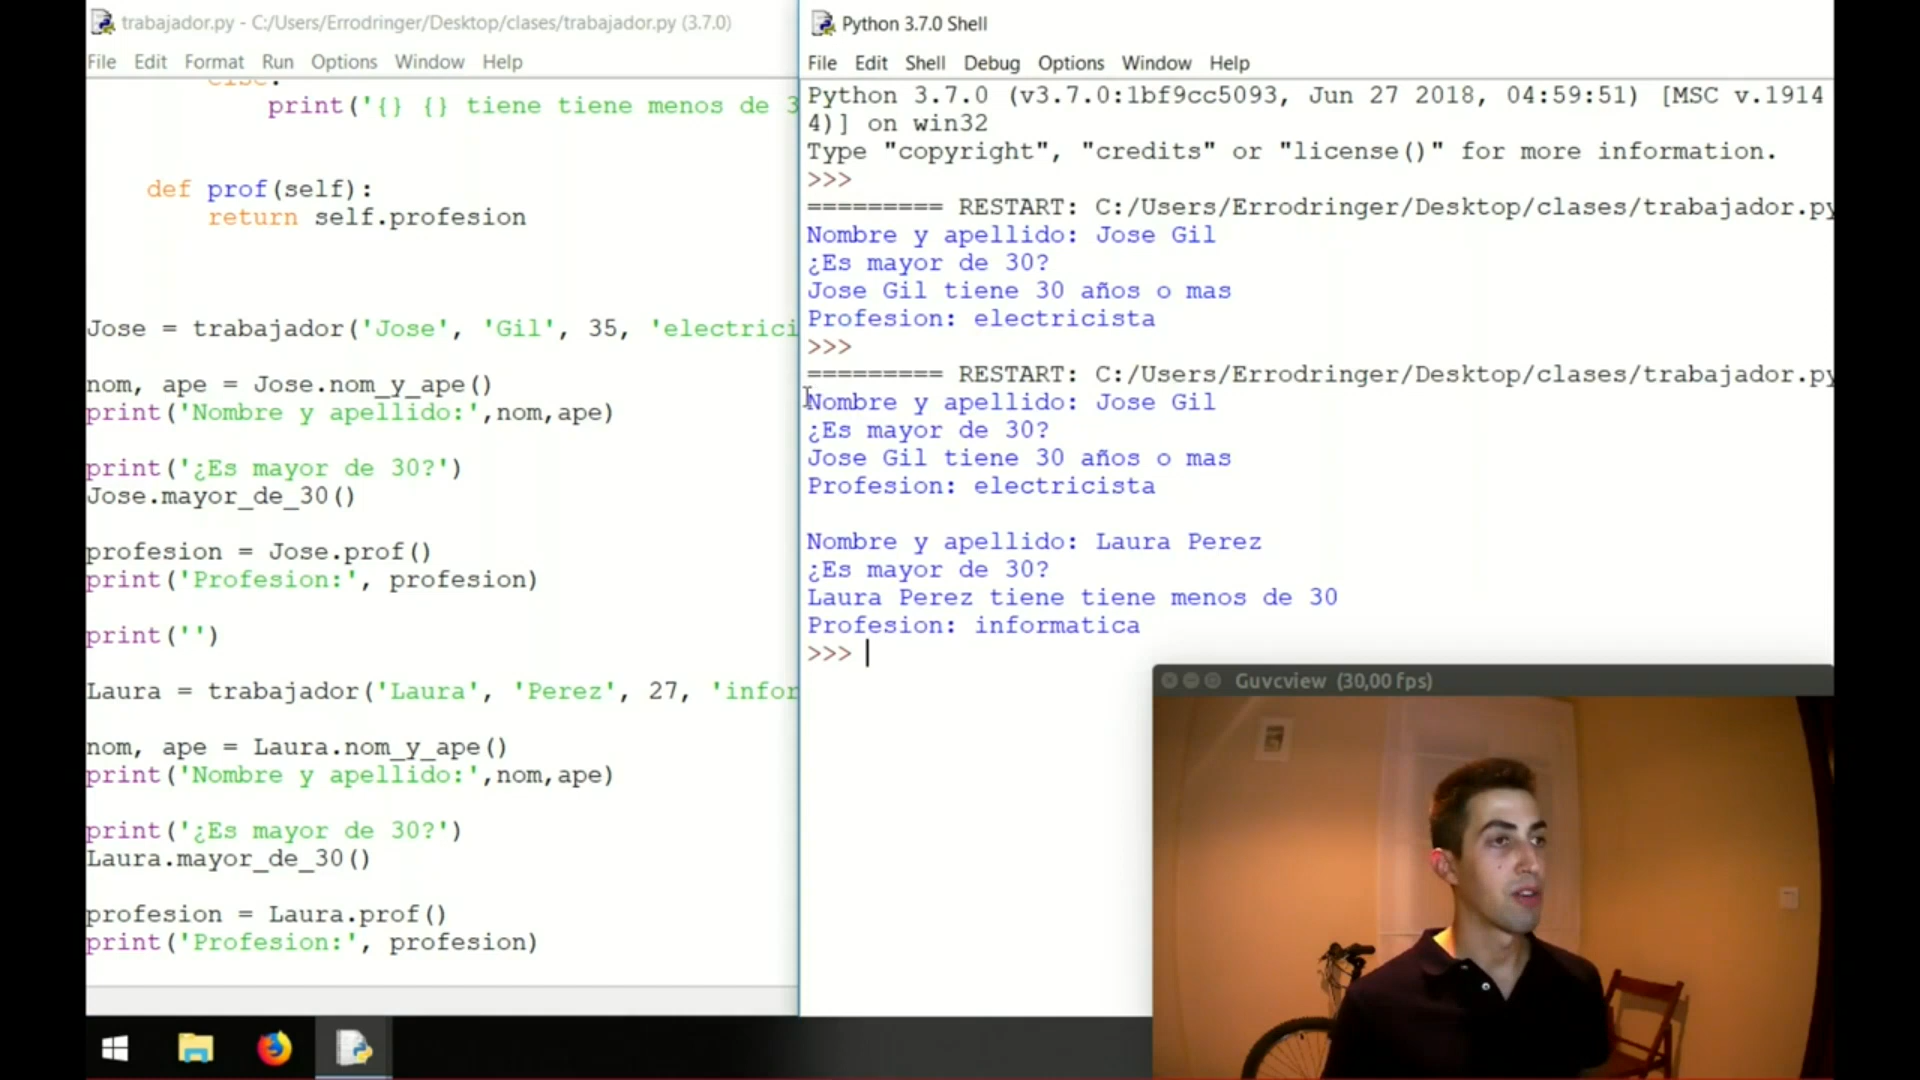 trabajador.py - C:/Users/Errodringer/Desktop/clases/trabajador.py (3.7.0)
File Edit Format Run Options Window Help
else:
print('{} {} tiene tiene menos de 3
def prof(self):
return self.profesion
Jose = trabajador('Jose', 'Gil', 35, 'electrici
nom, ape = Jose.nom_y_ape()
print('Nombre y apellido:',nom,ape)
print('¿Es mayor de 30?')
Jose.mayor_de_30()
profesion = Jose.prof()
print('Profesion:', profesion)
print('')
Laura = trabajador('Laura', 'Perez', 27, 'infor
nom, ape = Laura.nom_y_ape()
print('Nombre y apellido:',nom,ape)
print('¿Es mayor de 30?')
Laura.mayor_de_30()
profesion = Laura.prof()
print('Profesion:', profesion)
Python 3.7.0 Shell
File Edit Shell Debug Options Window Help
Python 3.7.0 (v3.7.0:1bf9cc5093, Jun 27 2018, 04:59:51) [MSC v.1914
4)] on win32
Type "copyright", "credits" or "license()" for more information.
>>>
========= RESTART: C:/Users/Errodringer/Desktop/clases/trabajador.py
Nombre y apellido: Jose Gil
¿Es mayor de 30?
Jose Gil tiene 30 años o mas
Profesion: electricista
>>>
========= RESTART: C:/Users/Errodringer/Desktop/clases/trabajador.py
Nombre y apellido: Jose Gil
¿Es mayor de 30?
Jose Gil tiene 30 años o mas
Profesion: electricista
Nombre y apellido: Laura Perez
¿Es mayor de 30?
Laura Perez tiene tiene menos de 30
Profesion: informatica
>>>
Guvcview (30,00 fps)